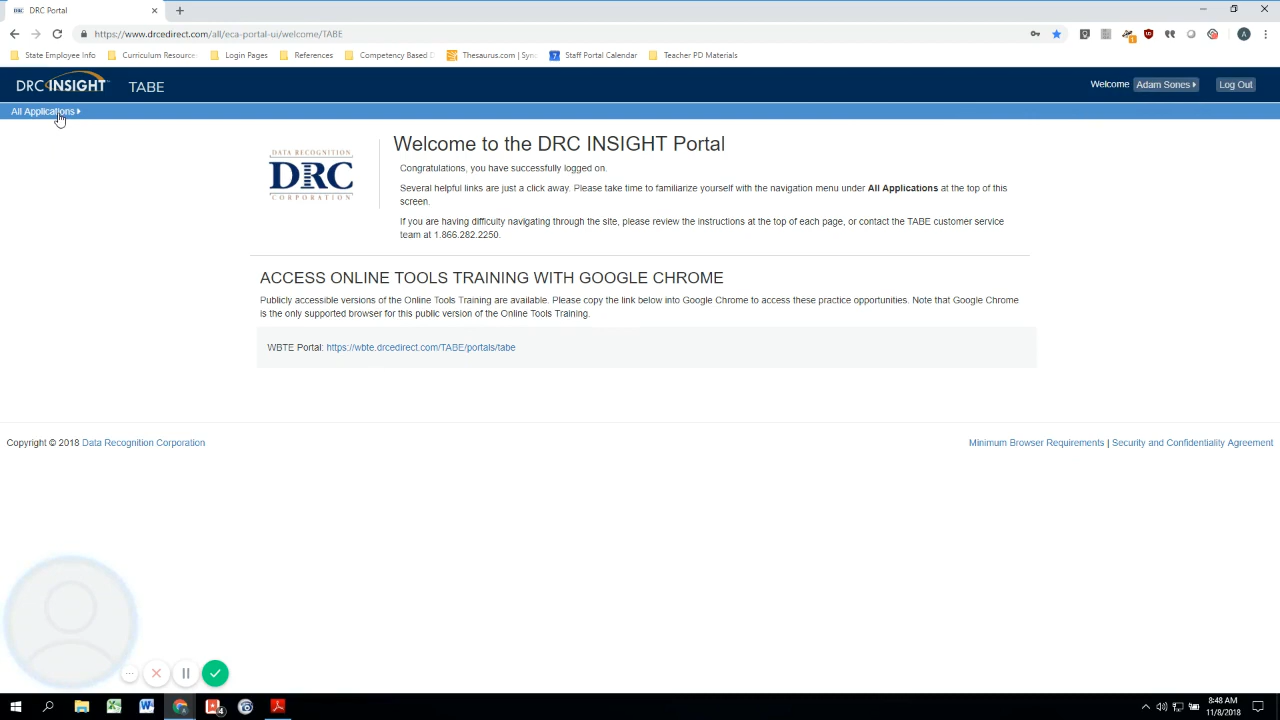 DRC Portal
https://www.drcedirect.com/all/eca-portal-ui/welcome/TABE
State Employee Info Curriculum Resource Login Pages References Competency Based Thesaurus.com | Syn Staff Portal Calendar Teacher PD Materials
DRC INSIGHT TABE Welcome Adam Sones Log Out
All Applications
Welcome to the DRC INSIGHT Portal
DATA RECOGNITION
DRC
CORPORATION
Congratulations, you have successfully logged on.
Several helpful links are just a click away. Please take time to familiarize yourself with the navigation menu under All Applications at the top of this
screen.
If you are having difficulty navigating through the site, please review the instructions at the top of each page, or contact the TABE customer service
team at 1.866.282.2250.
ACCESS ONLINE TOOLS TRAINING WITH GOOGLE CHROME
Publicly accessible versions of the Online Tools Training are available. Please copy the link below into Google Chrome to access these practice opportunities. Note that Google Chrome
is the only supported browser for this public version of the Online Tools Training.
WBTE Portal: https://wbte.drcedirect.com/TABE/portals/tabe
Copyright © 2018 Data Recognition Corporation Minimum Browser Requirements | Security and Confidentiality Agreement
8:48 AM
11/8/2018